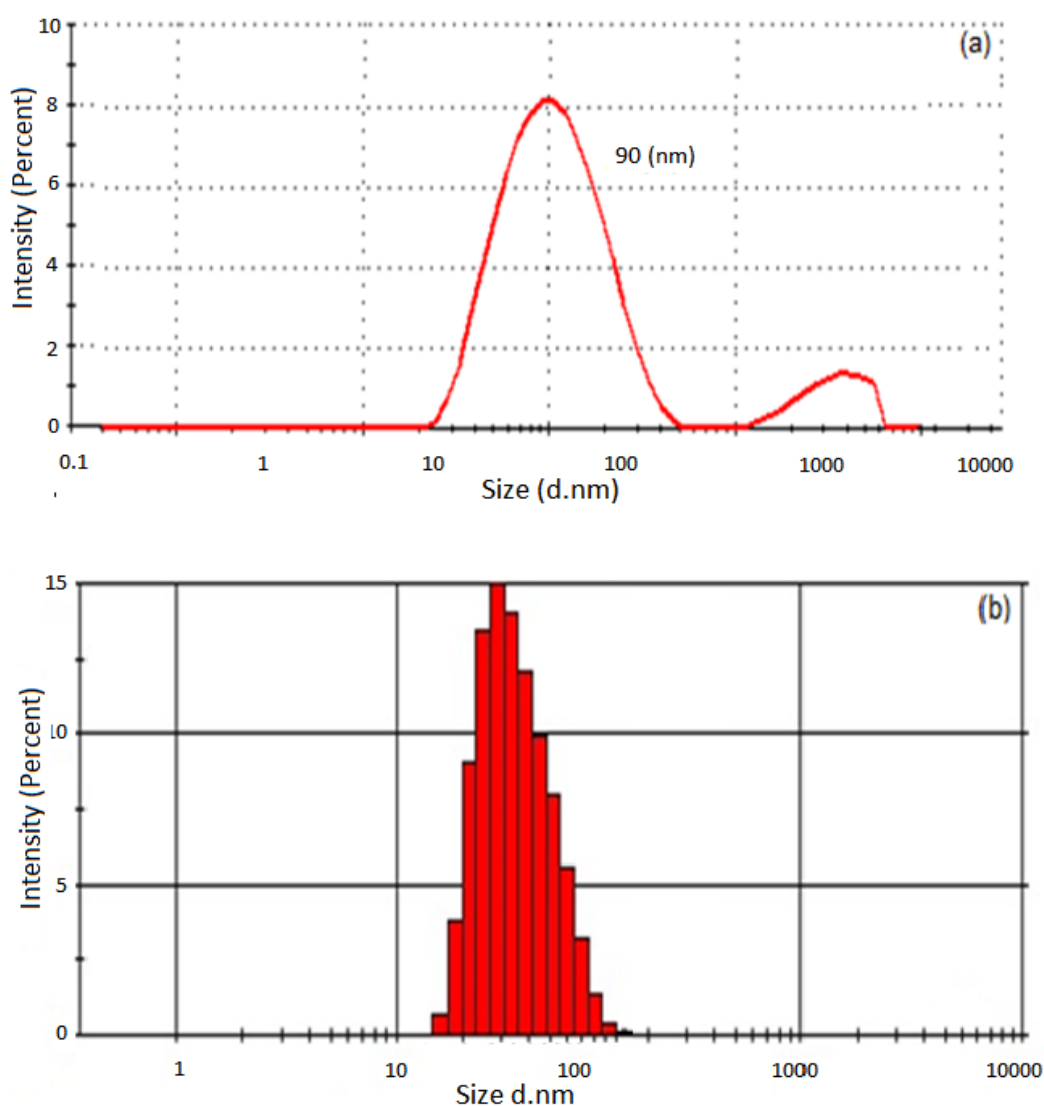 10
(a)
8
90 (nm)
6
4
2
0
Intensity (Percent)
0.1 1 10 100 1000 10000
Size (d.nm)
15
(b)
10
5
0
Intensity (Percent)
1 10 100 1000 10000
Size d.nm